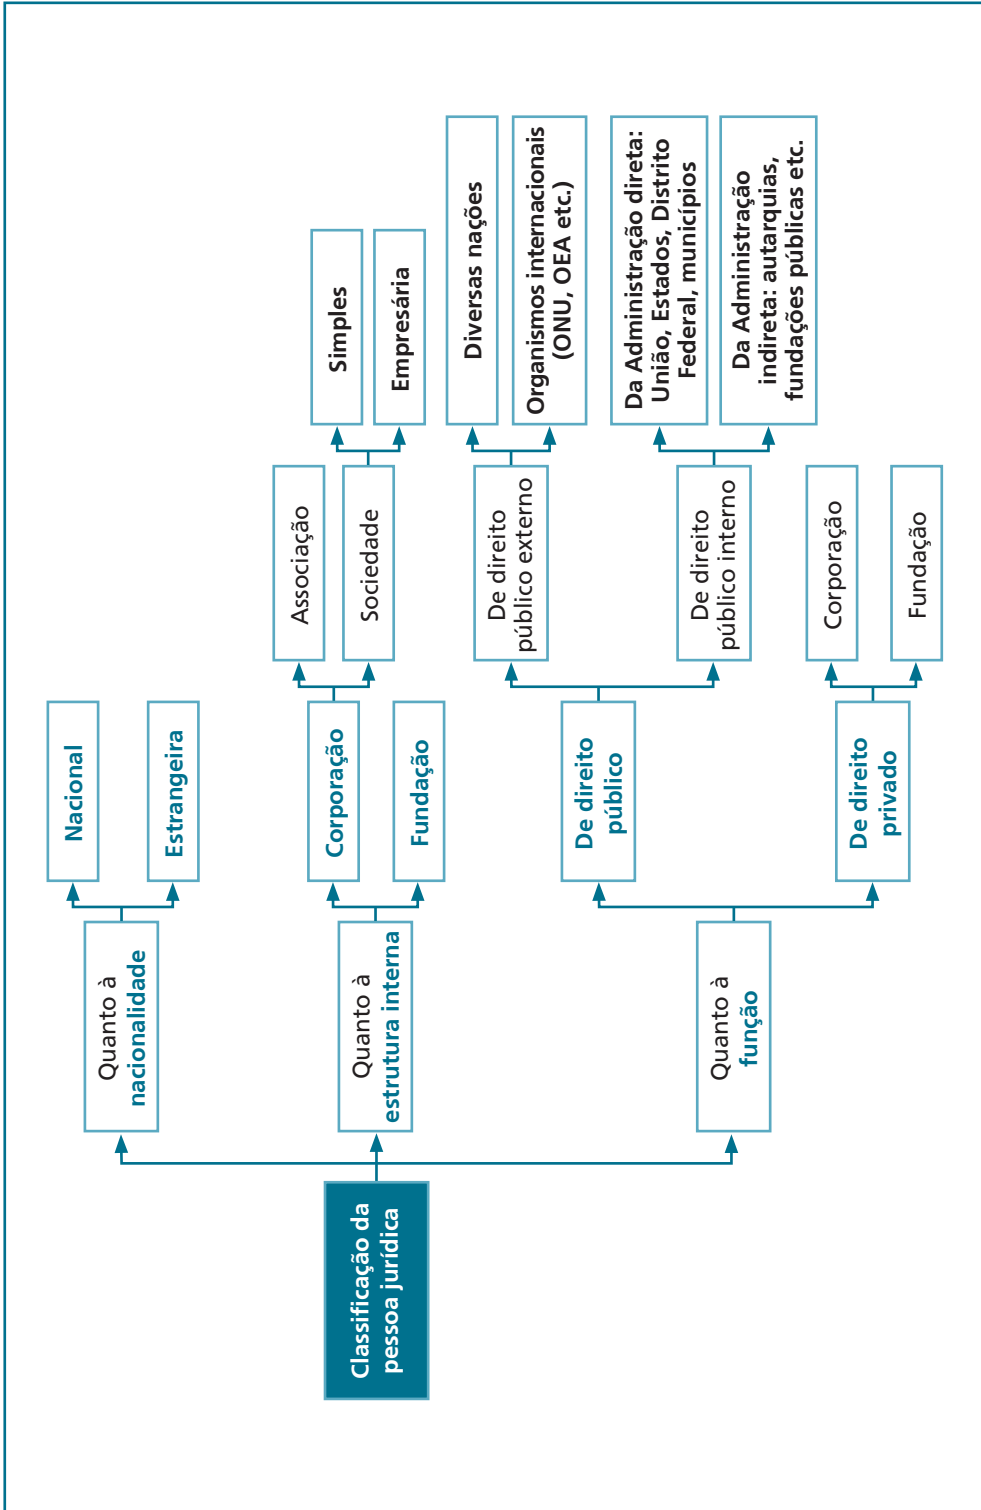 Classificação da
pessoa jurídica
Quanto à
nacionalidade
Nacional
Estrangeira
Quanto à
estrutura interna
Corporação
Associação
Sociedade
Simples
Empresária
Fundação
Quanto à
função
De direito
público
De direito
público externo
Diversas nações
Organismos internacionais
(ONU, OEA etc.)
De direito
público interno
Da Administração direta:
União, Estados, Distrito
Federal, municípios
Da Administração
indireta: autarquias,
fundações públicas etc.
De direito
privado
Corporação
Fundação